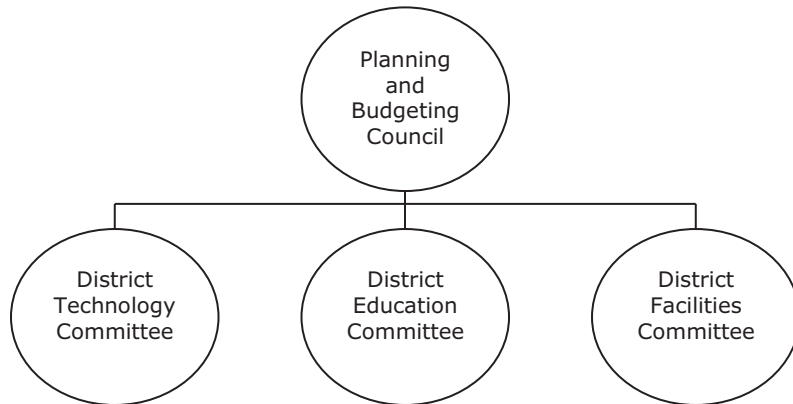 Planning
and
Budgeting
Council
District
Technology
Committee
District
Education
Committee
District
Facilities
Committee